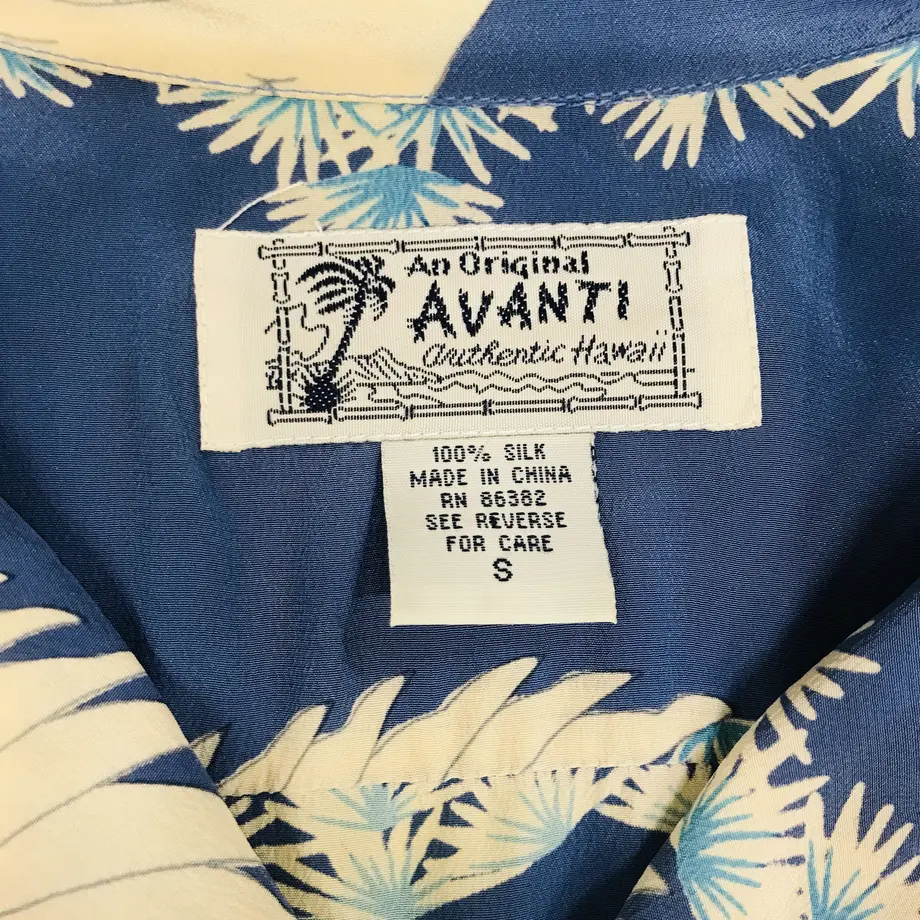 An Original
AVANTI
Authentic Hawaii
100% SILK
MADE IN CHINA
RN 86382
SEE REVERSE
FOR CARE
S